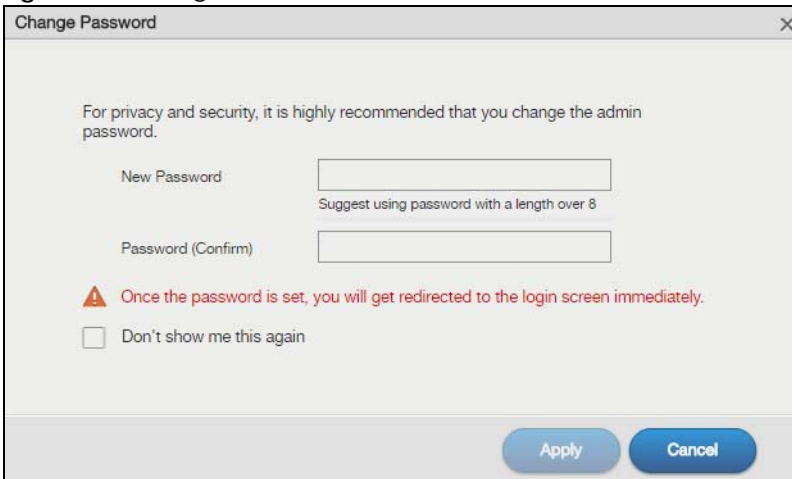 Change Password
For privacy and security, it is highly recommended that you change the admin
password.
New Password
Suggest using password with a length over 8
Password (Confirm)
Once the password is set, you will get redirected to the login screen immediately.
Don't show me this again
Apply
Cancel